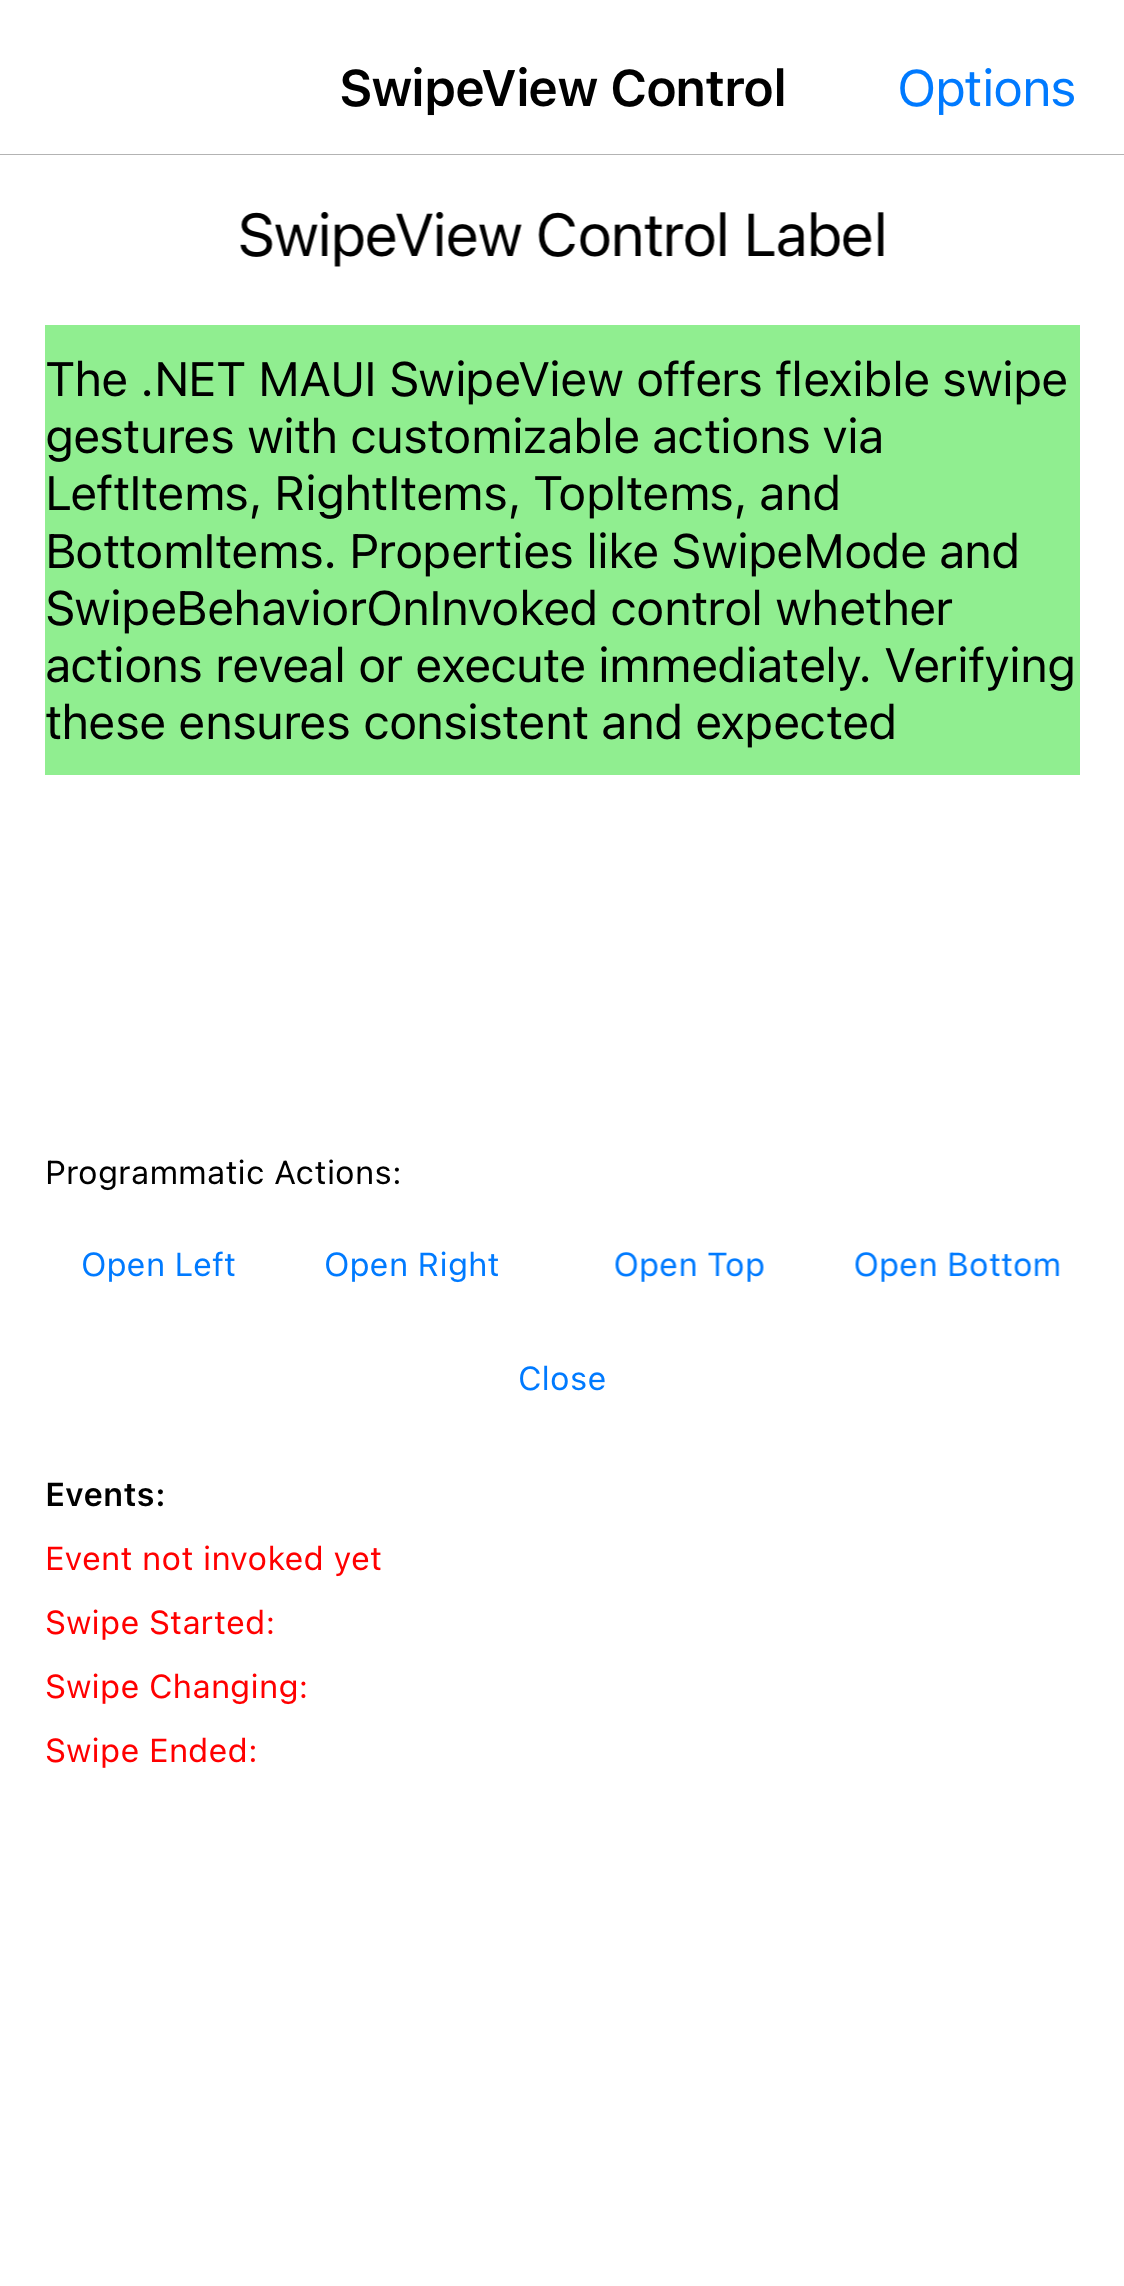 SwipeView Control
Options
SwipeView Control Label
The .NET MAUI SwipeView offers flexible swipe
gestures with customizable actions via
LeftItems, RightItems, TopItems, and
BottomItems. Properties like SwipeMode and
SwipeBehaviorOnInvoked control whether
actions reveal or execute immediately. Verifying
these ensures consistent and expected
Programmatic Actions:
Open Left
Open Right
Open Top
Open Bottom
Close
Events:
Event not invoked yet
Swipe Started:
Swipe Changing:
Swipe Ended: